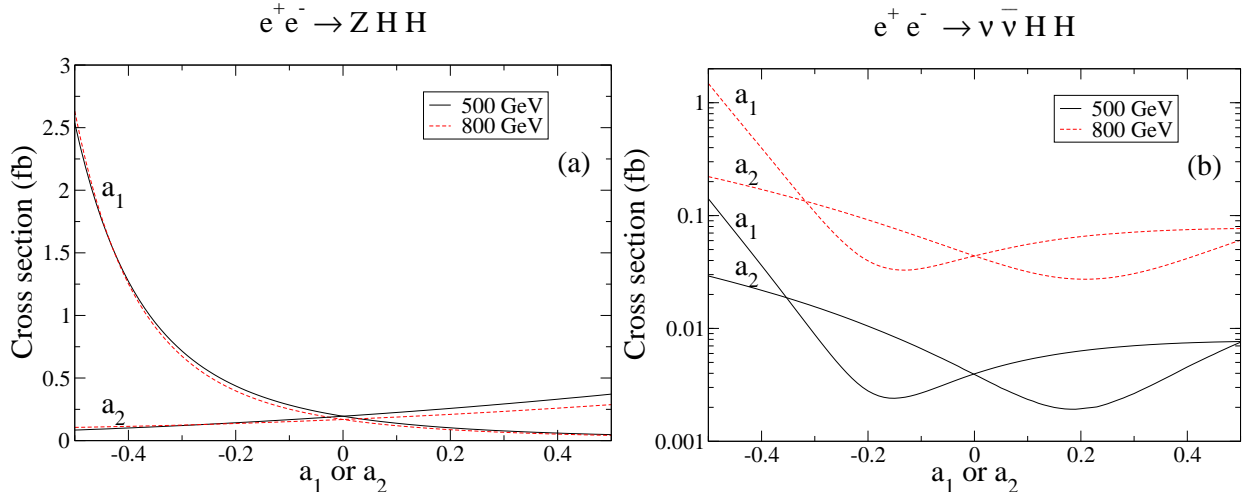 e⁺e⁻ → Z H H
3
2.5
2
1.5
1
0.5
0
-0.4
-0.2
0
0.2
0.4
Cross section (fb)
a₁ or a₂
500 GeV
800 GeV
(a)
a₁
a₂
e⁺ e⁻ → ν ν̅ H H
1
0.1
0.01
0.001
-0.4
-0.2
0
0.2
0.4
Cross section (fb)
a₁ or a₂
500 GeV
800 GeV
(b)
a₁
a₂
a₁
a₂